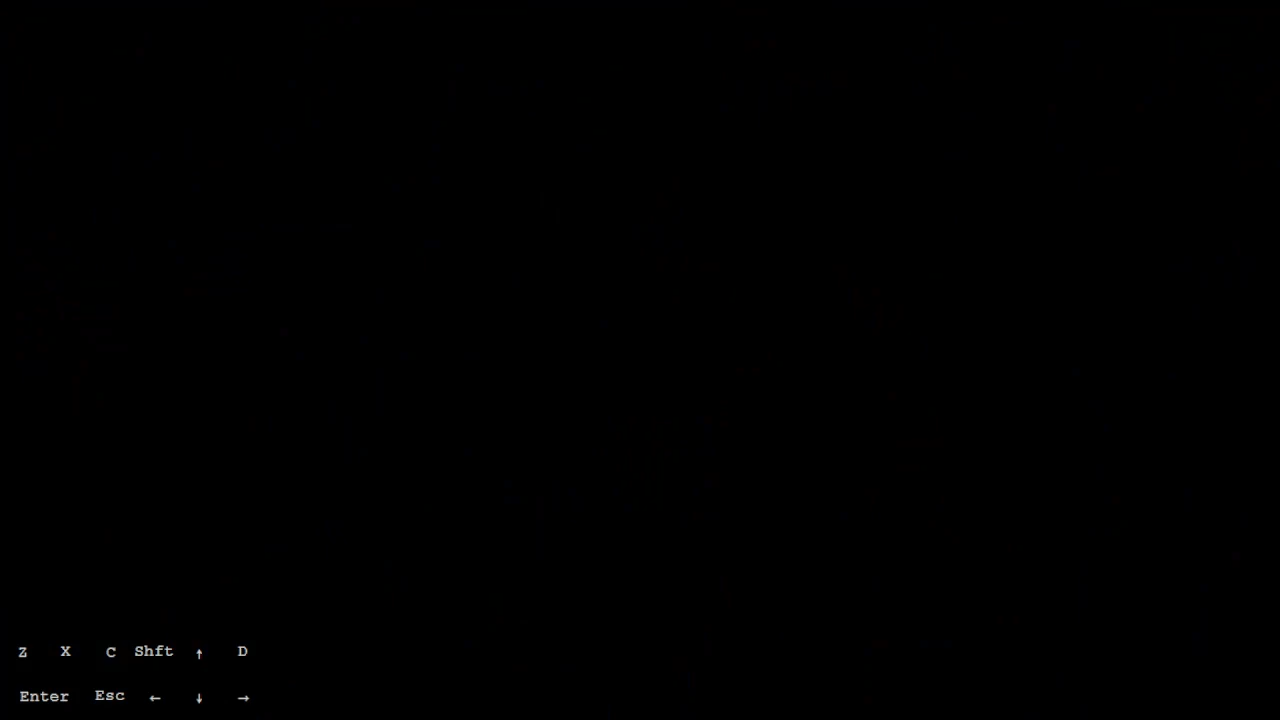 Z X C Shft ↑ D
Enter Esc ← ↓ →